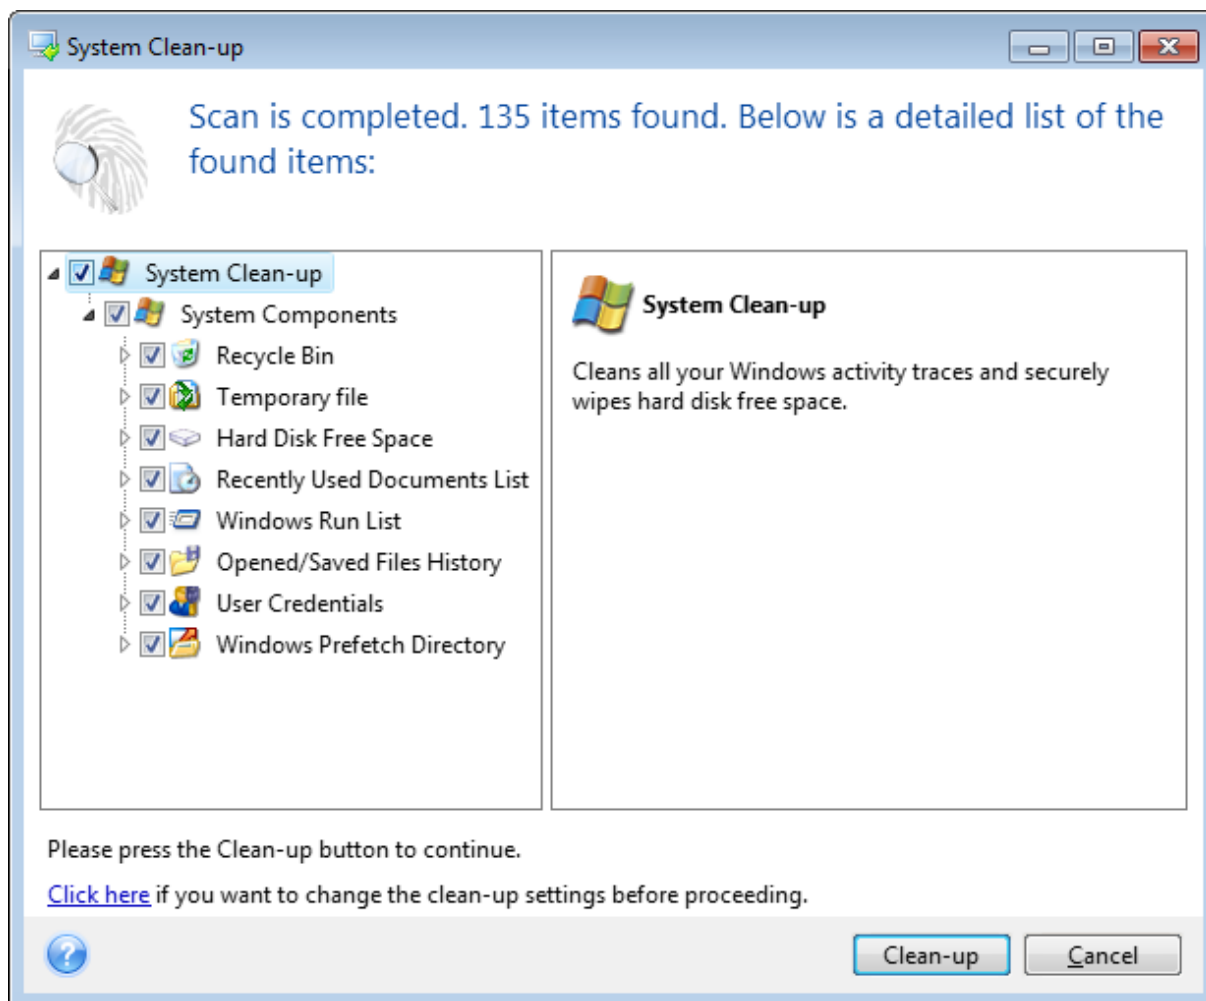 System Clean-up
Scan is completed. 135 items found. Below is a detailed list of the
found items:
System Clean-up
System Components
Recycle Bin
Temporary file
Hard Disk Free Space
Recently Used Documents List
Windows Run List
Opened/Saved Files History
User Credentials
Windows Prefetch Directory
System Clean-up
Cleans all your Windows activity traces and securely
wipes hard disk free space.
Please press the Clean-up button to continue.
Click here if you want to change the clean-up settings before proceeding.
?
Clean-up
Cancel